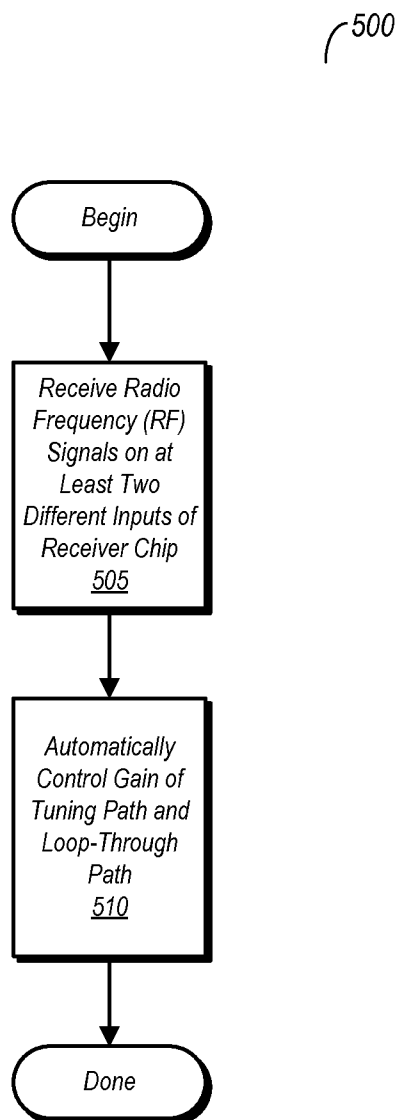 500
Begin
Receive Radio
Frequency (RF)
Signals on at
Least Two
Different Inputs of
Receiver Chip
505
Automatically
Control Gain of
Tuning Path and
Loop-Through
Path
510
Done